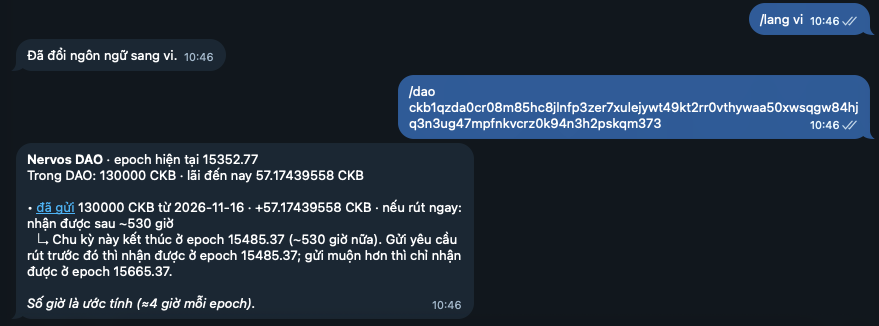 /lang vi 10:46
Đã đổi ngôn ngữ sang vi. 10:46
/dao
ckb1qzda0cr08m85hc8jlnfp3zer7xulejywt49kt2rr0vthywaa50xwsqgw84hj
q3n3ug47mpfnkvcrz0k94n3h2pskqm373 10:46
Nervos DAO · epoch hiện tại 15352.77
Trong DAO: 130000 CKB · lãi đến nay 57.17439558 CKB
• đã gửi 130000 CKB từ 2026-11-16 · +57.17439558 CKB · nếu rút ngay:
nhận được sau ~530 giờ
↳ Chu kỳ này kết thúc ở epoch 15485.37 (~530 giờ nữa). Gửi yêu cầu
rút trước đó thì nhận được ở epoch 15485.37; gửi muộn hơn thì chỉ nhận
được ở epoch 15665.37.
Số giờ là ước tính (≈4 giờ mỗi epoch). 10:46